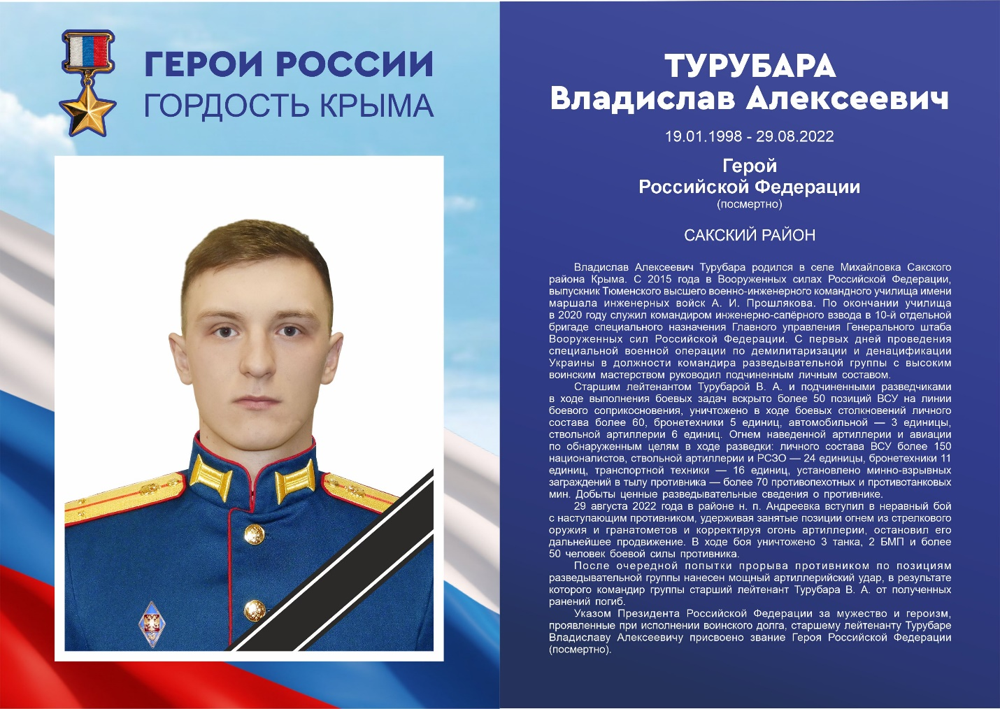 ГЕРОИ РОССИИ
ГОРДОСТЬ КРЫМА
ТУРУБАРА
Владислав Алексеевич
19.01.1998 - 29.08.2022
Герой
Российской Федерации
(посмертно)
САКСКИЙ РАЙОН
Владислав Алексеевич Турубара родился в селе Михайловка Сакского
района Крыма. С 2015 года в Вооруженных силах Российской Федерации,
выпускник Тюменского высшего военно-инженерного командного училища имени
маршала инженерных войск А. И. Прошлякова. По окончании училища
в 2020 году служил командиром инженерно-сапёрного взвода в 10-й отдельной
бригаде специального назначения Главного управления Генерального штаба
Вооруженных сил Российской Федерации. С первых дней проведения
специальной военной операции по демилитаризации и денацификации
Украины в должности командира разведывательной группы с высоким
воинским мастерством руководил подчиненным личным составом.
Старшим лейтенантом Турубарой В. А. и подчиненными разведчиками
в ходе выполнения боевых задач вскрыто более 50 позиций ВСУ на линии
боевого соприкосновения, уничтожено в ходе боевых столкновений личного
состава более 60, бронетехники 5 единиц, автомобильной — 3 единицы,
ствольной артиллерии 6 единиц. Огнем наведенной артиллерии и авиации
по обнаруженным целям в ходе разведки: личного состава ВСУ более 150
националистов, ствольной артиллерии и РСЗО — 24 единицы, бронетехники 11
единиц, транспортной техники — 16 единиц, установлено минно-взрывных
заграждений в тылу противника — более 70 противопехотных и противотанковых
мин. Добыты ценные разведывательные сведения о противнике.
29 августа 2022 года в районе н. п. Андреевка вступил в неравный бой
с наступающим противником, удерживая занятые позиции огнем из стрелкового
оружия и гранатометов и корректируя огонь артиллерии, остановил его
дальнейшее продвижение. В ходе боя уничтожено 3 танка, 2 БМП и более
50 человек боевой силы противника.
После очередной попытки прорыва противником по позициям
разведывательной группы нанесен мощный артиллерийский удар, в результате
которого командир группы старший лейтенант Турубара В. А. от полученных
ранений погиб.
Указом Президента Российской Федерации за мужество и героизм,
проявленные при исполнении воинского долга, старшему лейтенанту Турубаре
Владиславу Алексеевичу присвоено звание Героя Российской Федерации
(посмертно).